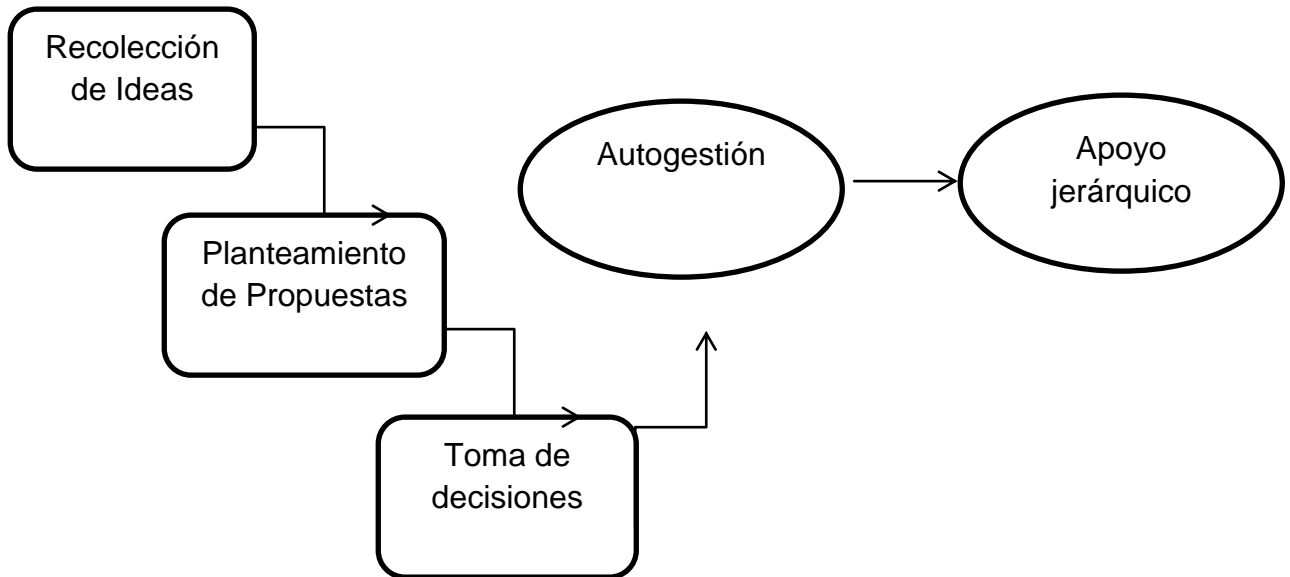 Recolección
de Ideas
Planteamiento
de Propuestas
Toma de
decisiones
Autogestión
Apoyo
jerárquico